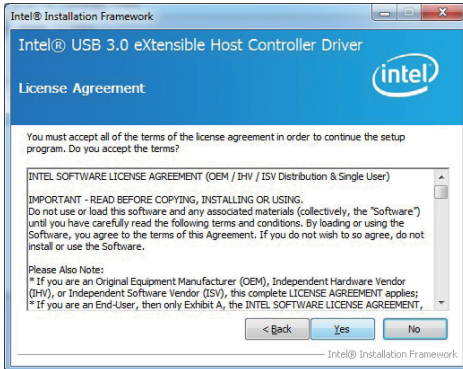 Intel® Installation Framework
Intel® USB 3.0 eXtensible Host Controller Driver
License Agreement
intel
You must accept all of the terms of the license agreement in order to continue the setup
program. Do you accept the terms?
INTEL SOFTWARE LICENSE AGREEMENT (OEM / IHV / ISV Distribution & Single User)
IMPORTANT - READ BEFORE COPYING, INSTALLING OR USING.
Do not use or load this software and any associated materials (collectively, the "Software")
until you have carefully read the following terms and conditions. By loading or using the
Software, you agree to the terms of this Agreement. If you do not wish to so agree, do not
install or use the Software.
Please Also Note:
* If you are an Original Equipment Manufacturer (OEM), Independent Hardware Vendor
(IHV), or Independent Software Vendor (ISV), this complete LICENSE AGREEMENT applies;
* If you are an End-User, then only Exhibit A, the INTEL SOFTWARE LICENSE AGREEMENT,
< Back Yes No
Intel® Installation Framework